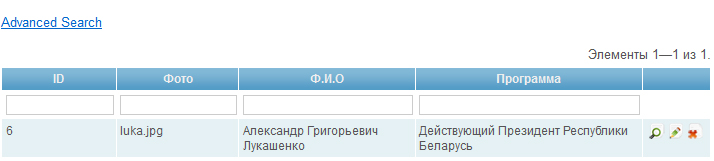 Advanced Search
Элементы 1—1 из 1.
ID Фото Ф.И.О Программа
6 luka.jpg Александр Григорьевич Действующий Президент Республики
Лукашенко Беларусь